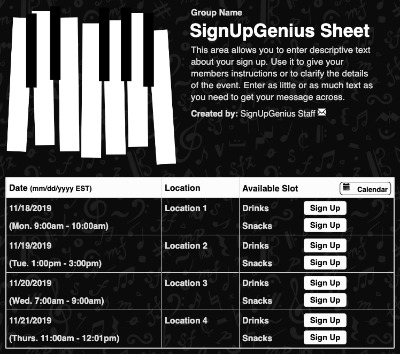 Group Name
SignUpGenius Sheet
This area allows you to enter descriptive text
about your sign up. Use it to give your
members instructions or to clarify the details
of the event. Enter as little or as much text as
you need to get your message across.
Created by: SignUpGenius Staff
Date (mm/dd/yyyy EST) Location Available Slot Calendar
11/18/2019 Location 1 Drinks Sign Up
(Mon. 9:00am - 10:00am) Snacks Sign Up
11/19/2019 Location 2 Drinks Sign Up
(Tue. 1:00pm - 3:00pm) Snacks Sign Up
11/20/2019 Location 3 Drinks Sign Up
(Wed. 7:00am - 9:00am) Snacks Sign Up
11/21/2019 Location 4 Drinks Sign Up
(Thurs. 11:00am - 12:01pm) Snacks Sign Up